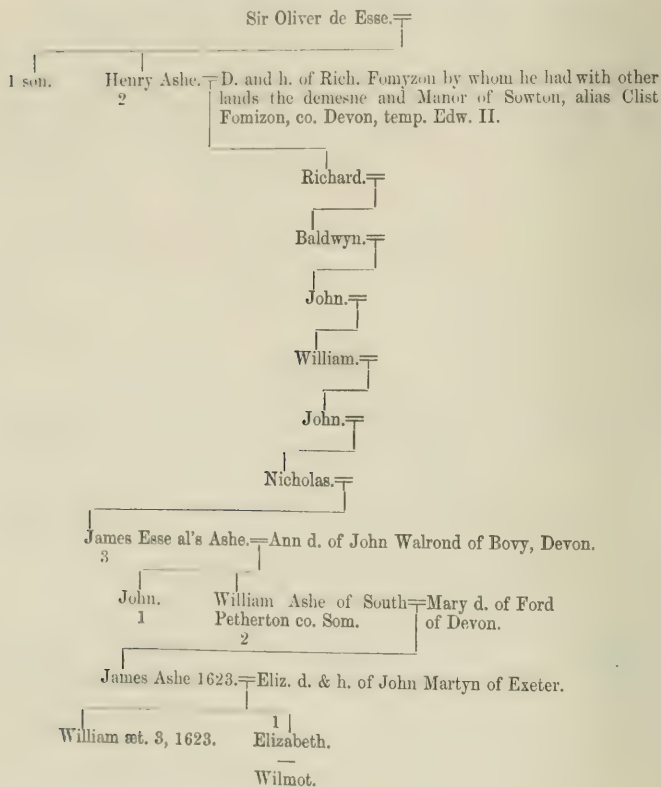 Sir Oliver de Esse.
1 son. Henry Ashe. D. and h. of Rich. Fomyzon by whom he had with other
2 lands the demesne and Manor of Sowton, alias Clist
Fomizon, co. Devon, temp. Edw. II.
Richard.
Baldwyn.
John.
William.
John.
Nicholas.
James Esse al's Ashe. Ann d. of John Walrond of Bovy, Devon.
3
John. William Ashe of South Mary d. of Ford
1 Petherton co. Som. of Devon.
2
James Ashe 1623. Eliz. d. & h. of John Martyn of Exeter.
1
William æt. 3, 1623. Elizabeth.
Wilmot.